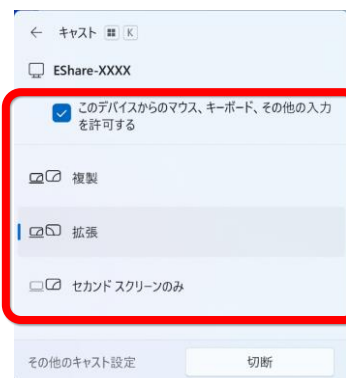 ← キャスト K
EShare-XXXX
このデバイスからのマウス、キーボード、その他の入力
を許可する
複製
拡張
セカンド スクリーンのみ
その他のキャスト設定 切断